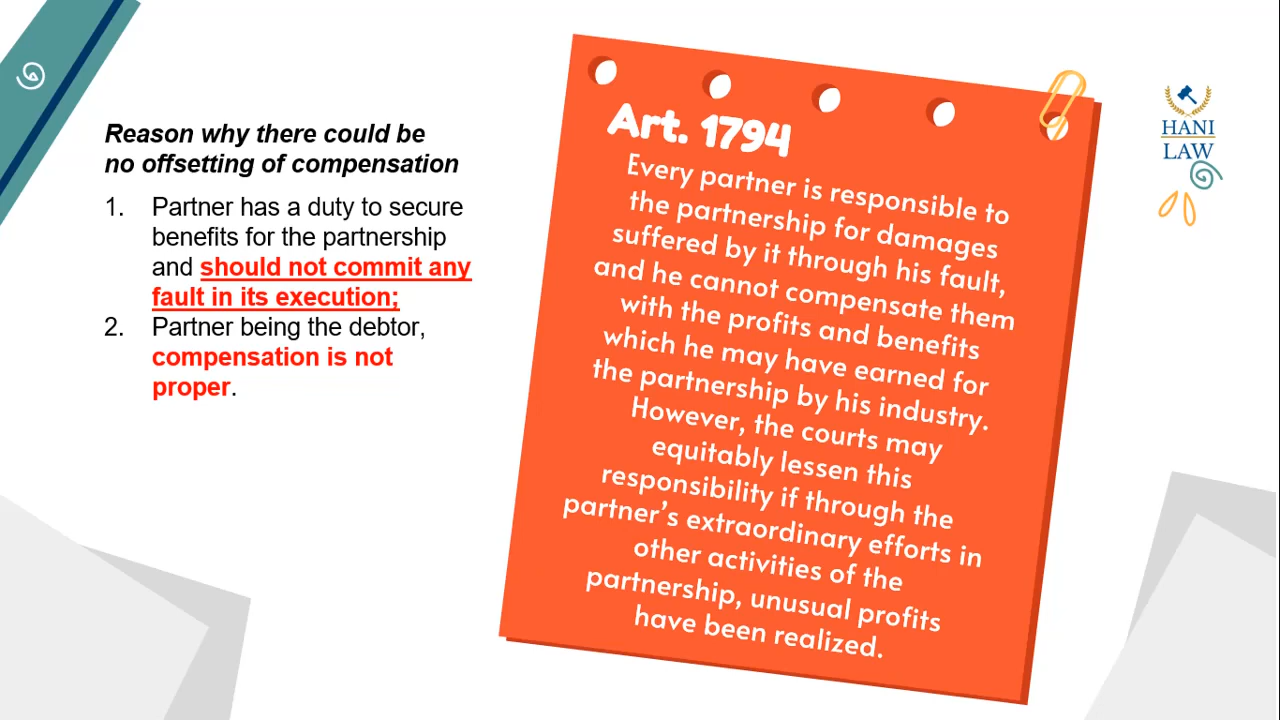 Reason why there could be
no offsetting of compensation
1. Partner has a duty to secure
benefits for the partnership
and should not commit any
fault in its execution;
2. Partner being the debtor,
compensation is not
proper.
Art. 1794
Every partner is responsible to
the partnership for damages
suffered by it through his fault,
and he cannot compensate them
with the profits and benefits
which he may have earned for
the partnership by his industry.
However, the courts may
equitably lessen this
responsibility if through the
partner’s extraordinary efforts in
other activities of the
partnership, unusual profits
have been realized.
HANI
LAW